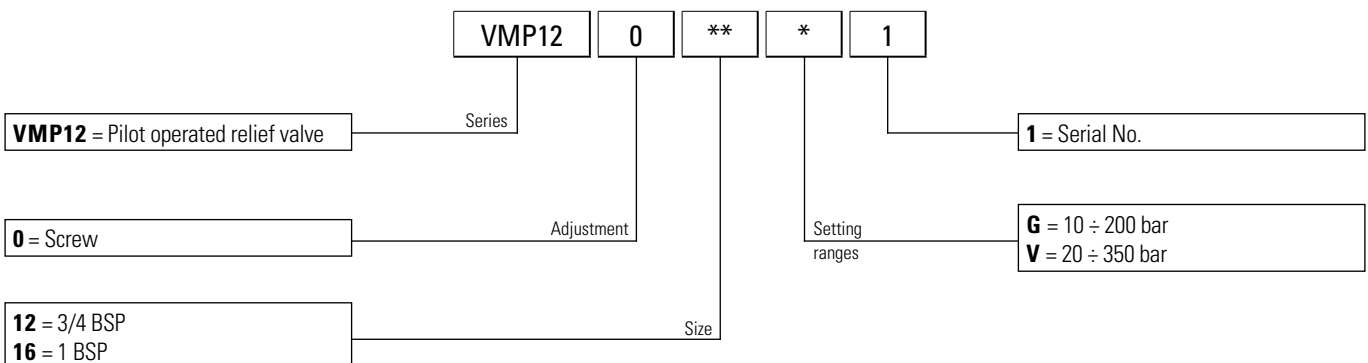 VMP12 0 ** * 1
VMP12 = Pilot operated relief valve
Series
1 = Serial No.
0 = Screw
Adjustment
Setting
ranges
G = 10 ÷ 200 bar
V = 20 ÷ 350 bar
12 = 3/4 BSP
16 = 1 BSP
Size